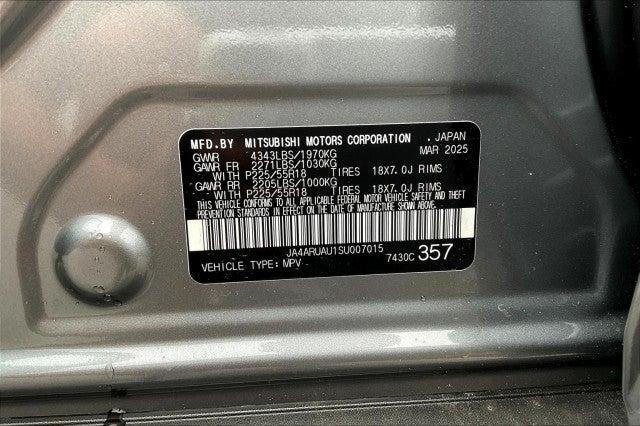 MFD.BY MITSUBISHI MOTORS CORPORATION . JAPAN
GVWR 4343LBS/1970KG MAR 2025
GAWR FR 2271LBS/1030KG
WITH P225/55R18 TIRES 18X7.0J RIMS
GAWR RR 2205LBS/1000KG
WITH P225/55R18 TIRES 18X7.0J RIMS
THIS VEHICLE CONFORMS TO ALL APPLICABLE FEDERAL MOTOR VEHICLE SAFETY AND THEFT
PREVENTION STANDARDS IN EFFECT ON THE DATE OF MANUFACTURE SHOWN ABOVE.
JA4ARUAU1SU007015
VEHICLE TYPE: MPV 7430C 357